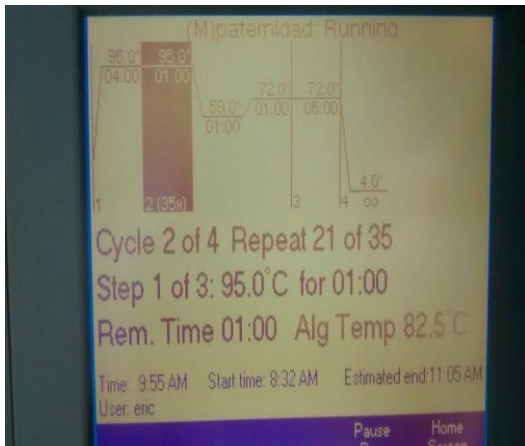 (M)paternidad: Running
95.0° 95.0° 72.0° 72.0°
04:00 01:00 59.0° 01:00 05:00
01:00
4.0°
1 2 (35x) 3 4 ∞
Cycle 2 of 4 Repeat 21 of 35
Step 1 of 3: 95.0°C for 01:00
Rem. Time 01:00 Alg Temp 82.5°C
Time: 9:55 AM Start time: 8:32 AM Estimated end:11:05 AM
User: eric
Pause Home